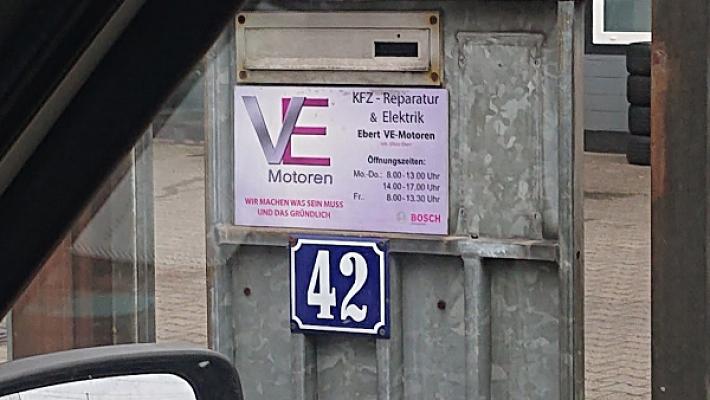 VE
Motoren
WIR MACHEN WAS SEIN MUSS
UND DAS GRÜNDLICH
KFZ - Reparatur
& Elektrik
Ebert VE-Motoren
Öffnungszeiten:
Mo.-Do.: 8.00-13.00 Uhr
14.00-17.00 Uhr
Fr.: 8.00-13.30 Uhr
BOSCH
42